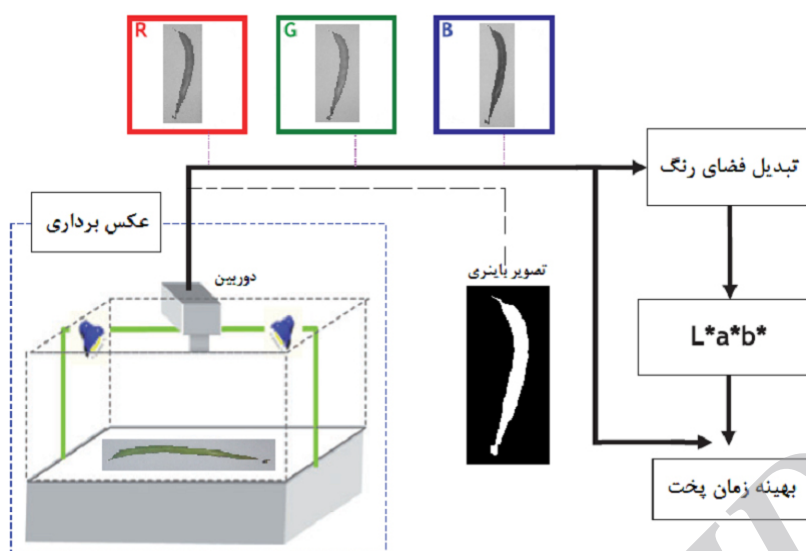 R
G
B
تبدیل فضای رنگ
عکس برداری
دوربین
تصویر باینری
L*a*b*
بهینه زمان پخت